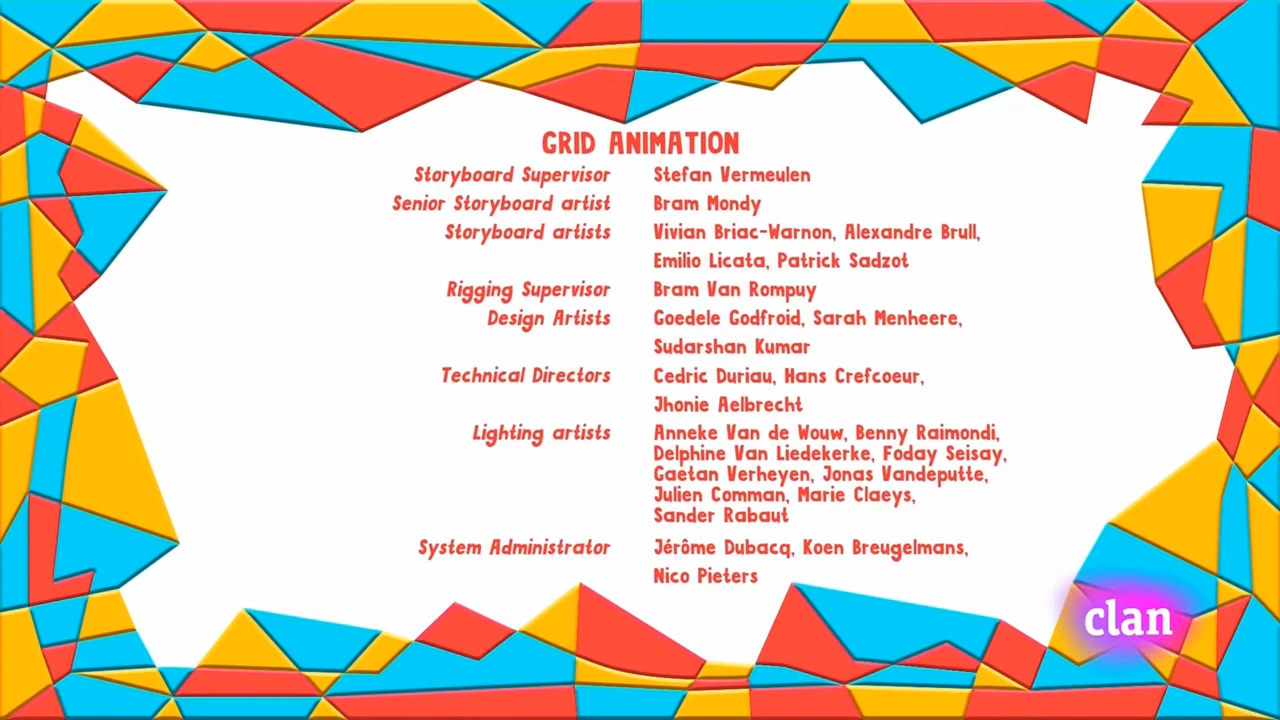 GRID ANIMATION
Storyboard Supervisor Stefan Vermeulen
Senior Storyboard artist Bram Mondy
Storyboard artists Vivian Briac-Warnon, Alexandre Brull,
Emilio Licata, Patrick Sadzot
Rigging Supervisor Bram Van Rompuy
Design Artists Goedele Godfroid, Sarah Menheere,
Sudarshan Kumar
Technical Directors Cedric Duriau, Hans Crefcoeur,
Jhonie Aelbrecht
Lighting artists Anneke Van de Wouw, Benny Raimondi,
Delphine Van Liedekerke, Foday Seisay,
Gaetan Verheyen, Jonas Vandeputte,
Julien Comman, Marie Claeys,
Sander Rabaut
System Administrator Jérôme Dubacq, Koen Breugelmans,
Nico Pieters
clan